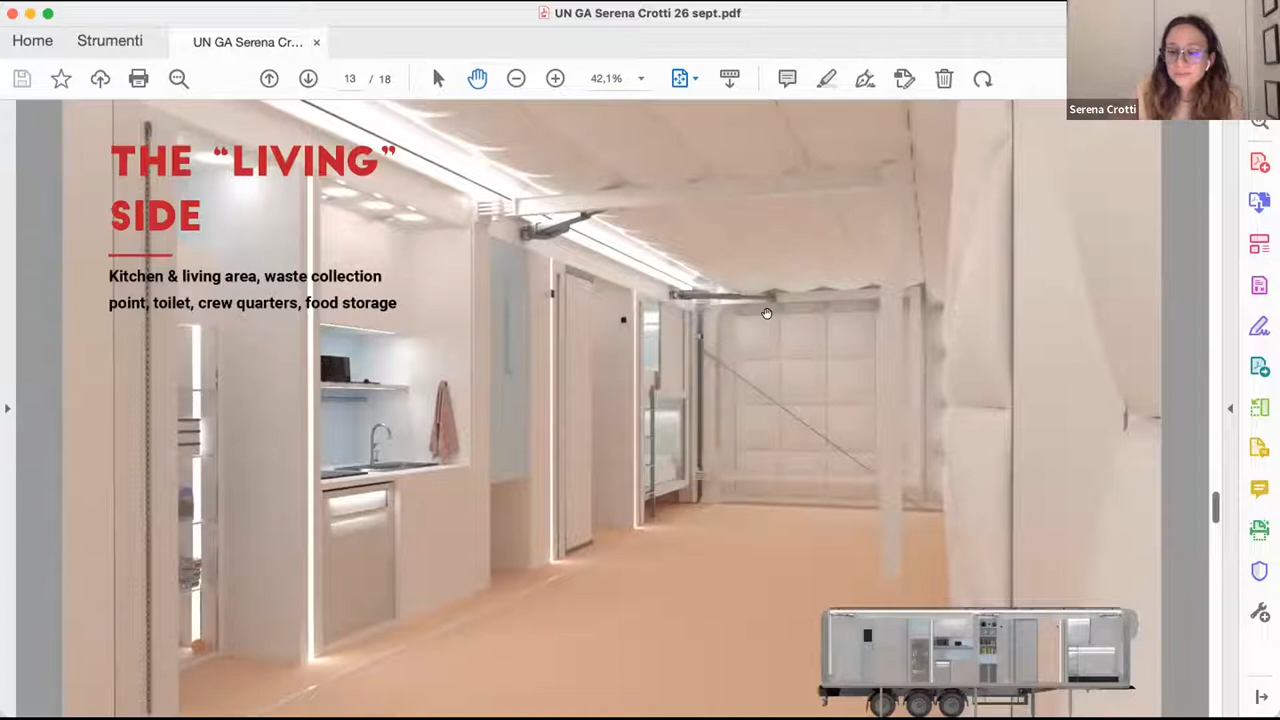 UN GA Serena Crotti 26 sept.pdf
Home
Strumenti
UN GA Serena Cr...
13 / 18
42,1%
Serena Crotti
THE “LIVING”
SIDE
Kitchen & living area, waste collection
point, toilet, crew quarters, food storage